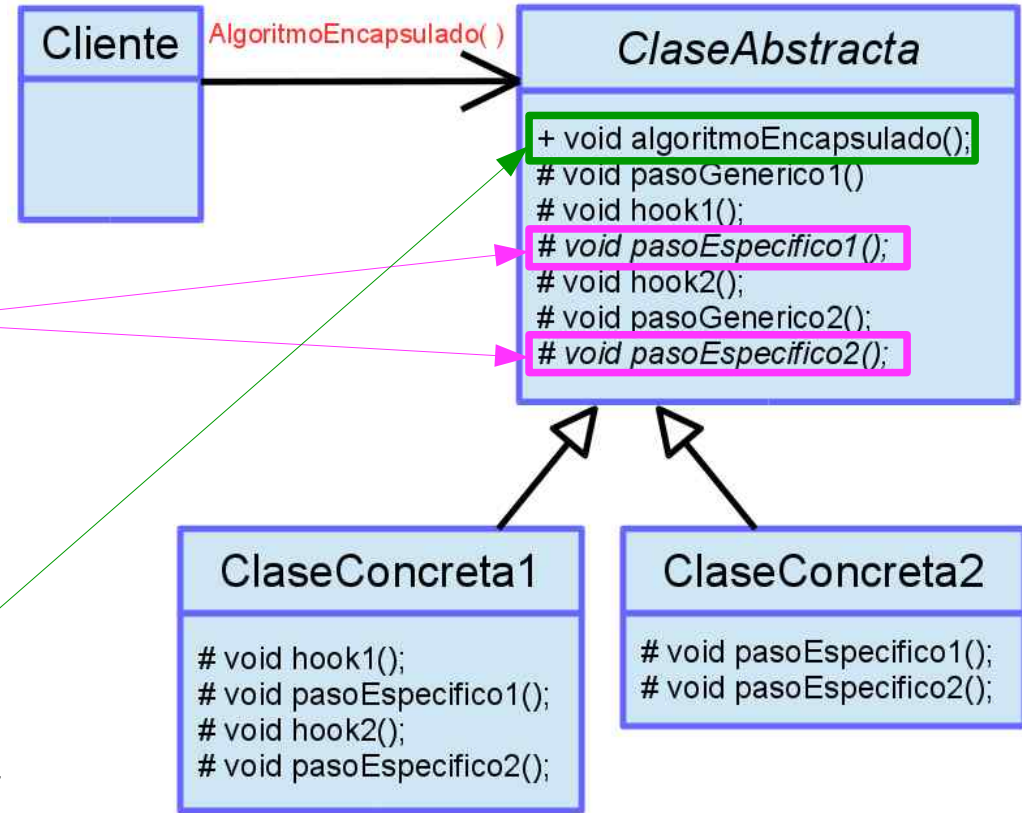 Cliente
AlgoritmoEncapsulado( )
ClaseAbstracta
+ void algoritmoEncapsulado();
# void pasoGenerico1()
# void hook1();
# void pasoEspecifico1();
# void hook2();
# void pasoGenerico2();
# void pasoEspecifico2();
ClaseConcreta1
# void hook1();
# void pasoEspecifico1();
# void hook2();
# void pasoEspecifico2();
ClaseConcreta2
# void pasoEspecifico1();
# void pasoEspecifico2();